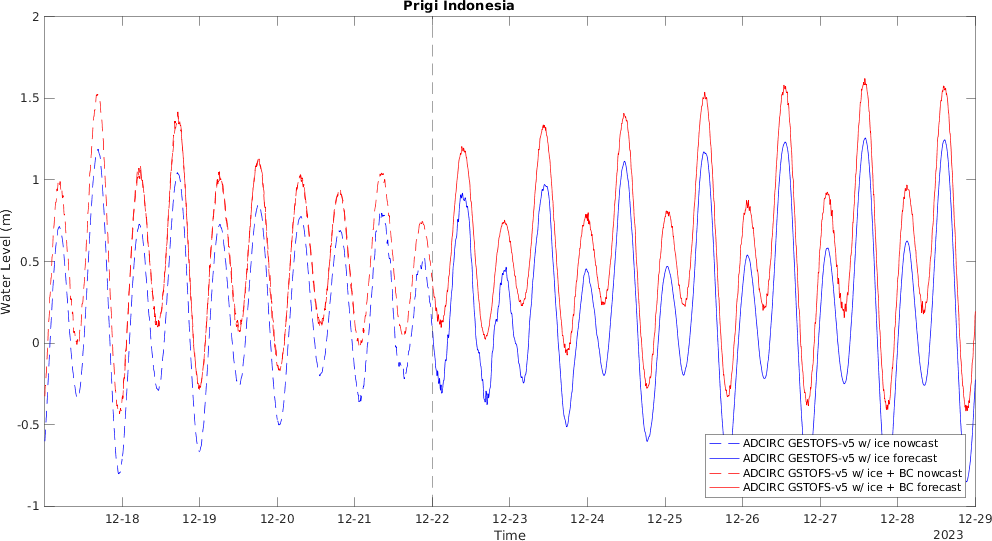 Prigi Indonesia
2
1.5
1
0.5
0
-0.5
-1
Water Level (m)
ADCIRC GESTOFS-v5 w/ ice nowcast
ADCIRC GESTOFS-v5 w/ ice forecast
ADCIRC GSTOFS-v5 w/ ice + BC nowcast
ADCIRC GSTOFS-v5 w/ ice + BC forecast
12-18 12-19 12-20 12-21 12-22 12-23 12-24 12-25 12-26 12-27 12-28 12-29
Time
2023